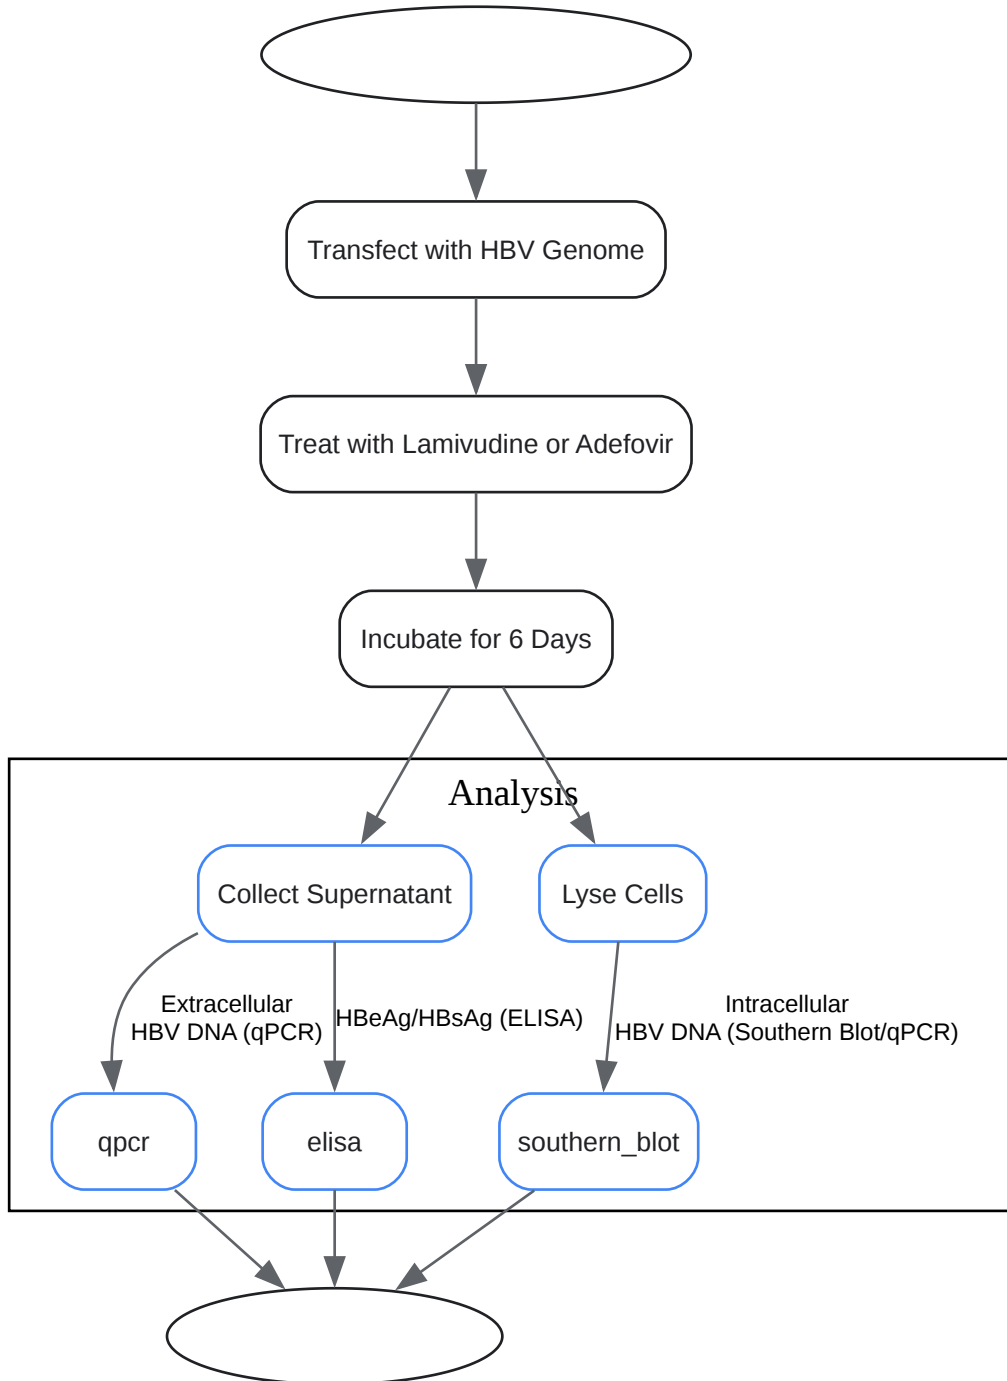 Transfect with HBV Genome
Treat with Lamivudine or Adefovir
Incubate for 6 Days
Analysis
Collect Supernatant
Lyse Cells
Extracellular
HBV DNA (qPCR)
HBeAg/HBsAg (ELISA)
Intracellular
HBV DNA (Southern Blot/qPCR)
qpcr
elisa
southern_blot